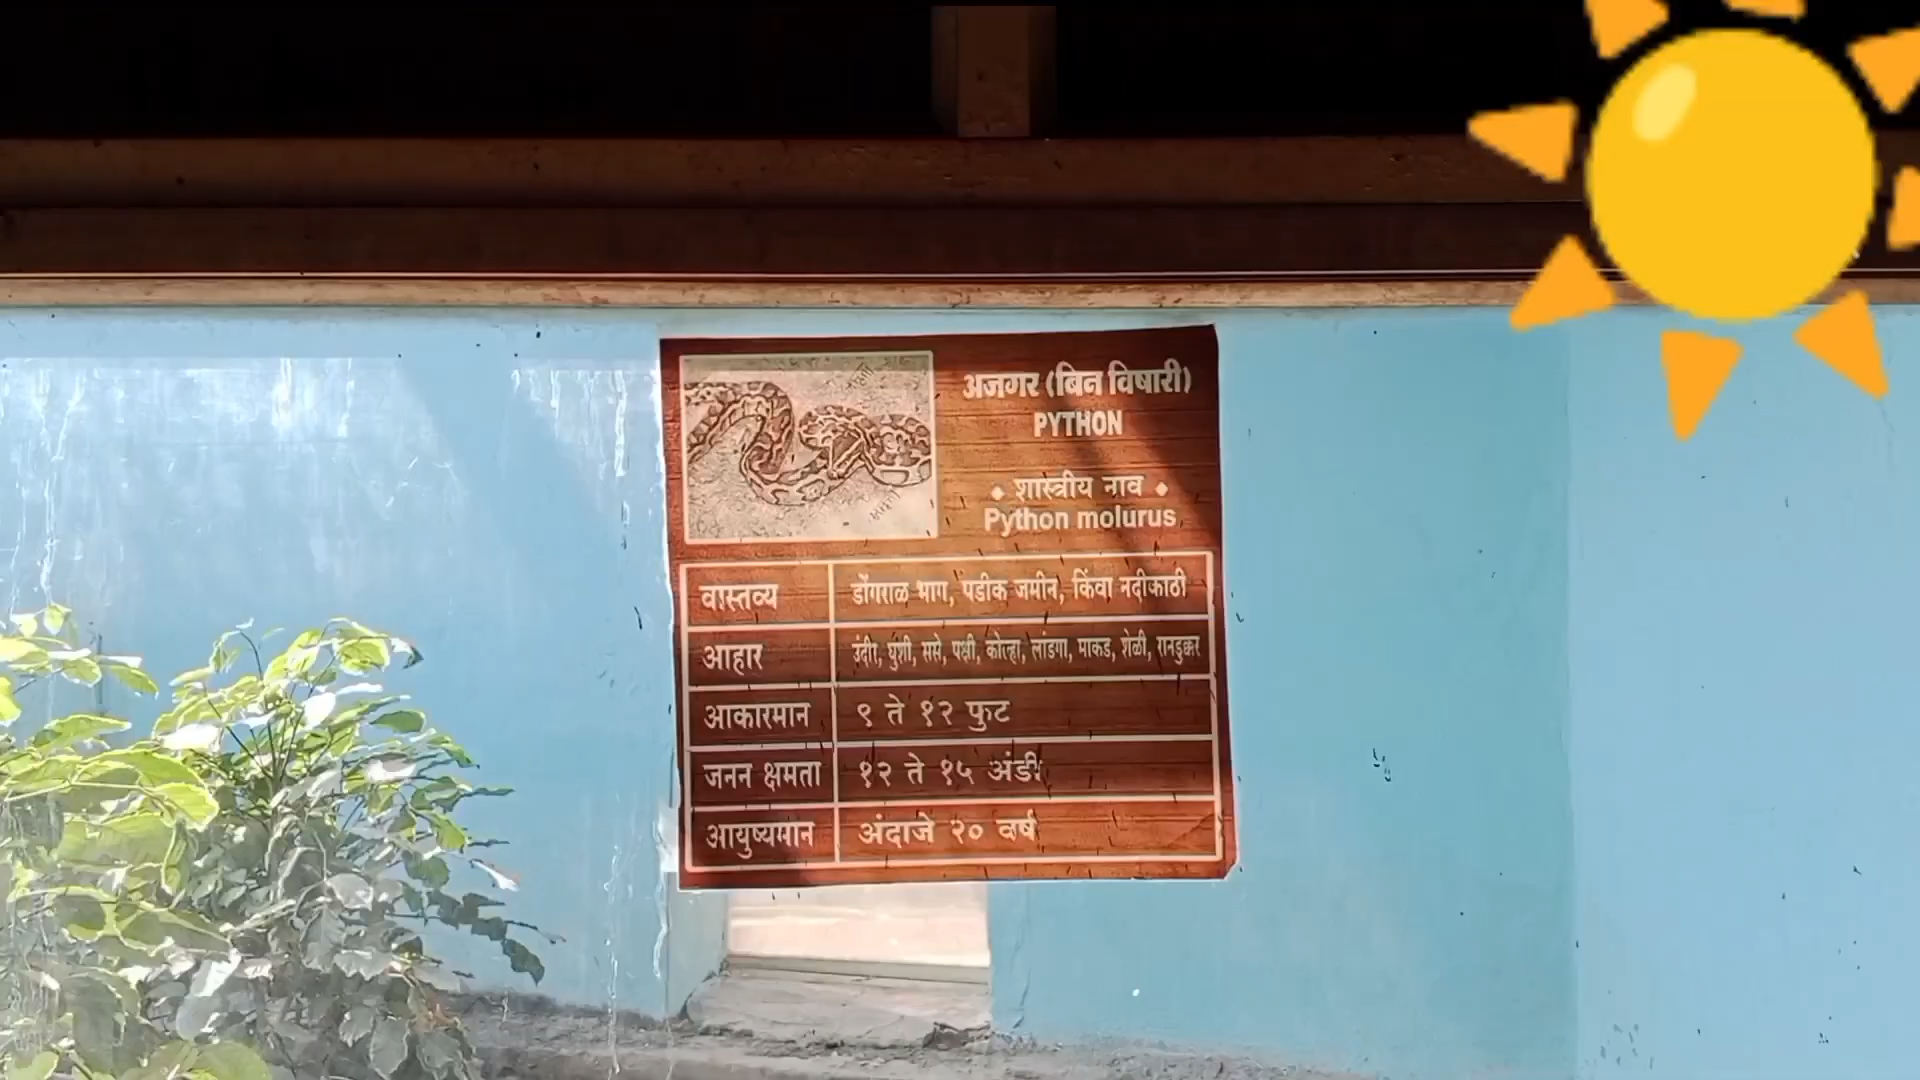 अजगर (बिन विषारी)
PYTHON
शास्त्रीय नाव
Python molurus
वास्तव्य डोंगराळ भाग, पडीक जमीन, किंवा नदीकाठी
आहार उंदीर, घुशी, ससे, पक्षी, कोल्हा, लांडगा, माकड, शेळी, रानडुक्कर
आकारमान ९ ते १२ फुट
जनन क्षमता १२ ते १५ अंडी
आयुष्यमान अंदाजे २० वर्ष